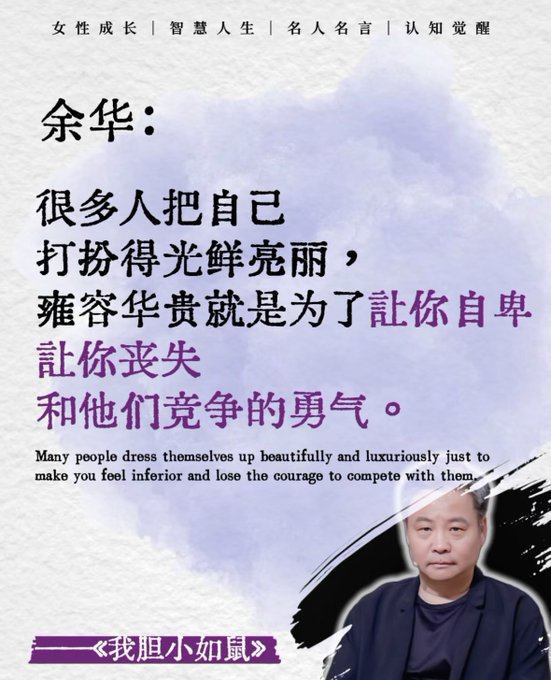 女性成长|智慧人生|名人名言|认知觉醒
余华：
很多人把自己
打扮得光鲜亮丽，
雍容华贵就是为了讓你自卑
讓你丧失
和他们竞争的勇气。
Many people dress themselves up beautifully and luxuriously just to
make you feel inferior and lose the courage to compete with them.
——《我胆小如鼠》